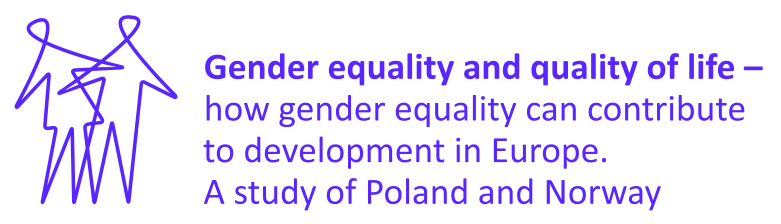 Gender equality and quality of life –
how gender equality can contribute
to development in Europe.
A study of Poland and Norway